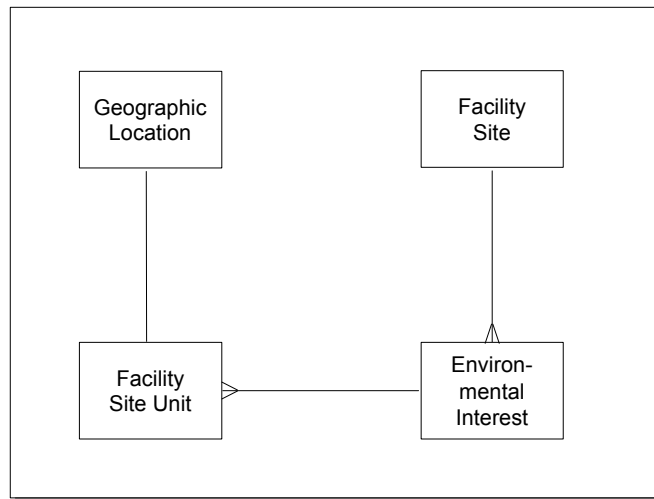 Geographic
Location
Facility
Site
Facility
Site Unit
Environ-
mental
Interest